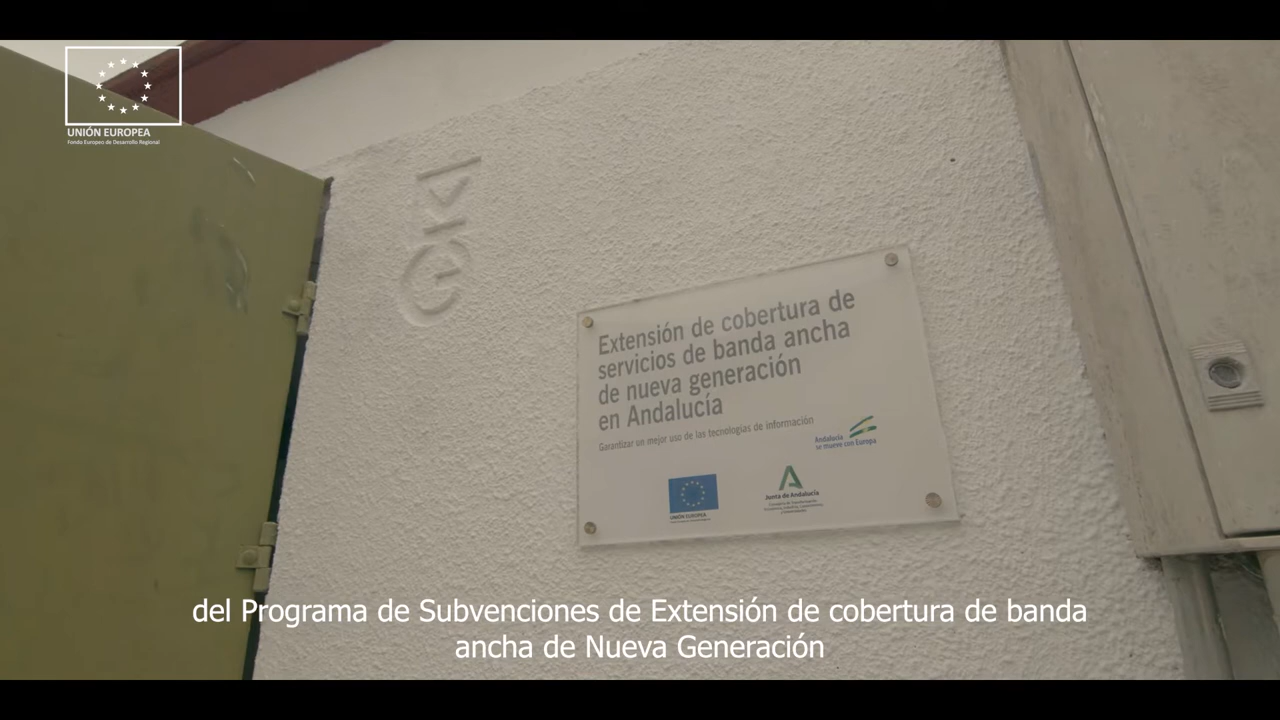 UNIÓN EUROPEA
Fondo Europeo de Desarrollo Regional
Extensión de cobertura de
servicios de banda ancha
de nueva generación
en Andalucía
Garantizar un mejor uso de las tecnologías de información
Andalucía
se mueve con Europa
UNIÓN EUROPEA
Junta de Andalucía
del Programa de Subvenciones de Extensión de cobertura de banda
ancha de Nueva Generación